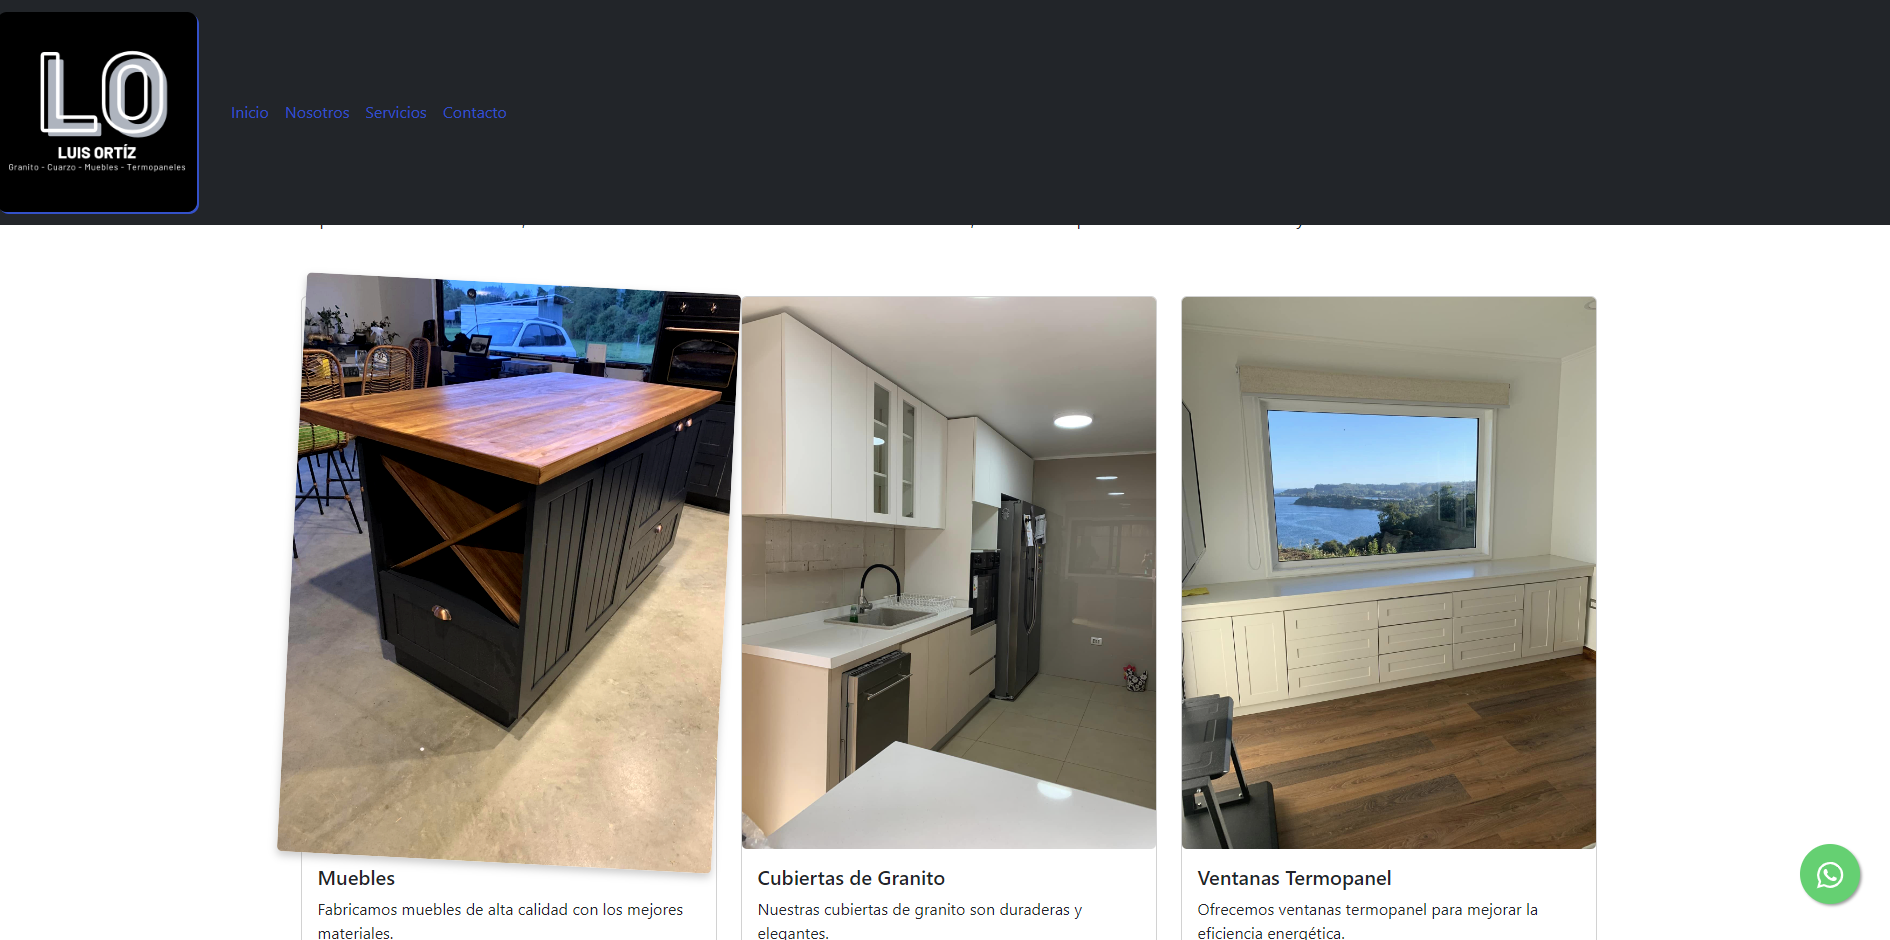 LO
LUIS ORTÍZ
Granito - Cuarzo - Muebles - Termopaneles
Inicio Nosotros Servicios Contacto
Muebles
Fabricamos muebles de alta calidad con los mejores
materiales.
Cubiertas de Granito
Nuestras cubiertas de granito son duraderas y
elegantes.
Ventanas Termopanel
Ofrecemos ventanas termopanel para mejorar la
eficiencia energética.